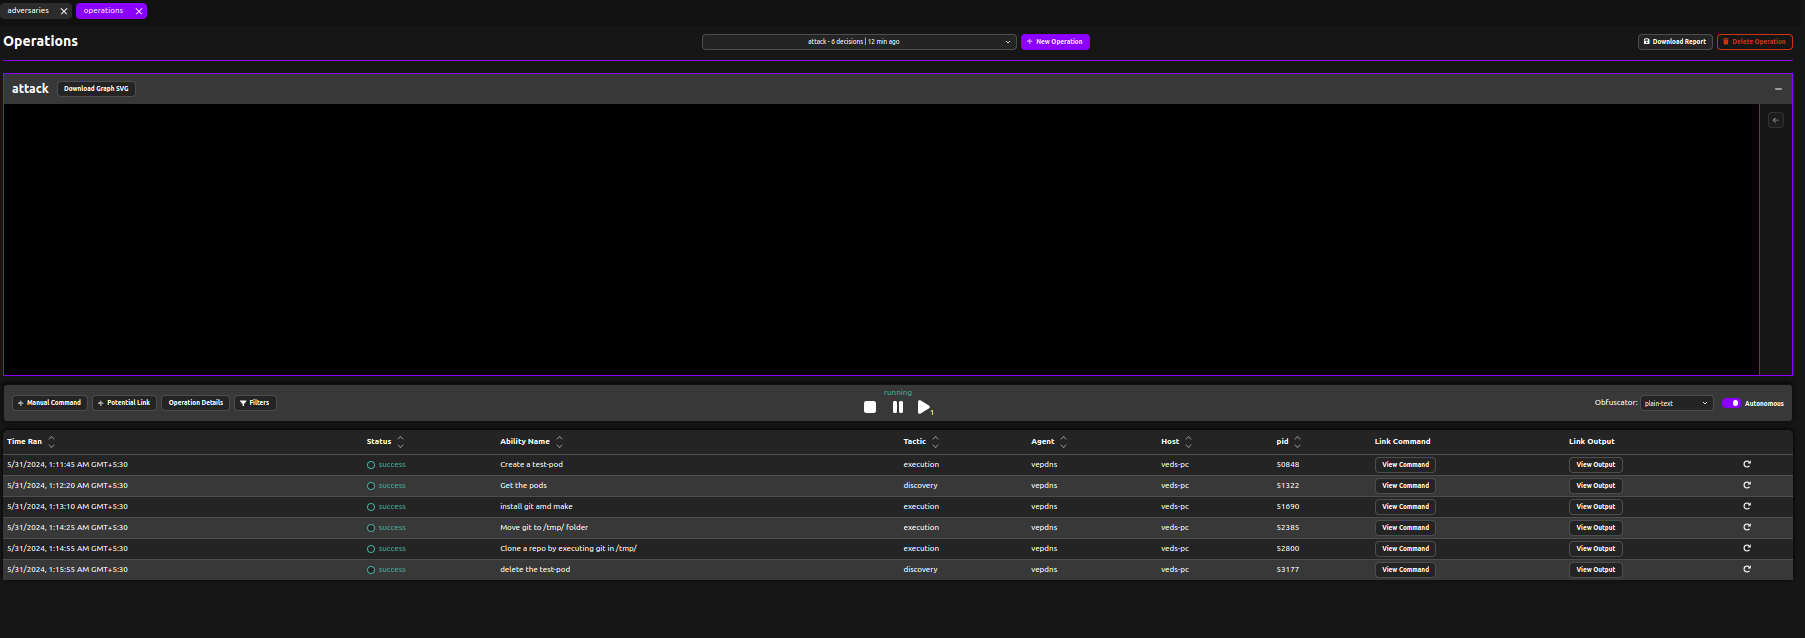 adversaries operations
Operations attack - 6 decisions | 12 min ago New Operation Download Report Delete Operation
attack Download Graph SVG
running
Manual Command Potential Link Operation Details Filters 1 Obfuscator: plain-text Autonomous
Time Ran Status Ability Name Tactic Agent Host pid Link Command Link Output
5/31/2024, 1:11:45 AM GMT+5:30 success Create a test-pod execution vepdns veds-pc 50848 View Command View Output
5/31/2024, 1:12:20 AM GMT+5:30 success Get the pods discovery vepdns veds-pc 51322 View Command View Output
5/31/2024, 1:13:10 AM GMT+5:30 success install git amd make execution vepdns veds-pc 51690 View Command View Output
5/31/2024, 1:14:25 AM GMT+5:30 success Move git to /tmp/ folder execution vepdns veds-pc 52385 View Command View Output
5/31/2024, 1:14:55 AM GMT+5:30 success Clone a repo by executing git in /tmp/ execution vepdns veds-pc 52800 View Command View Output
5/31/2024, 1:15:55 AM GMT+5:30 success delete the test-pod discovery vepdns veds-pc 53177 View Command View Output